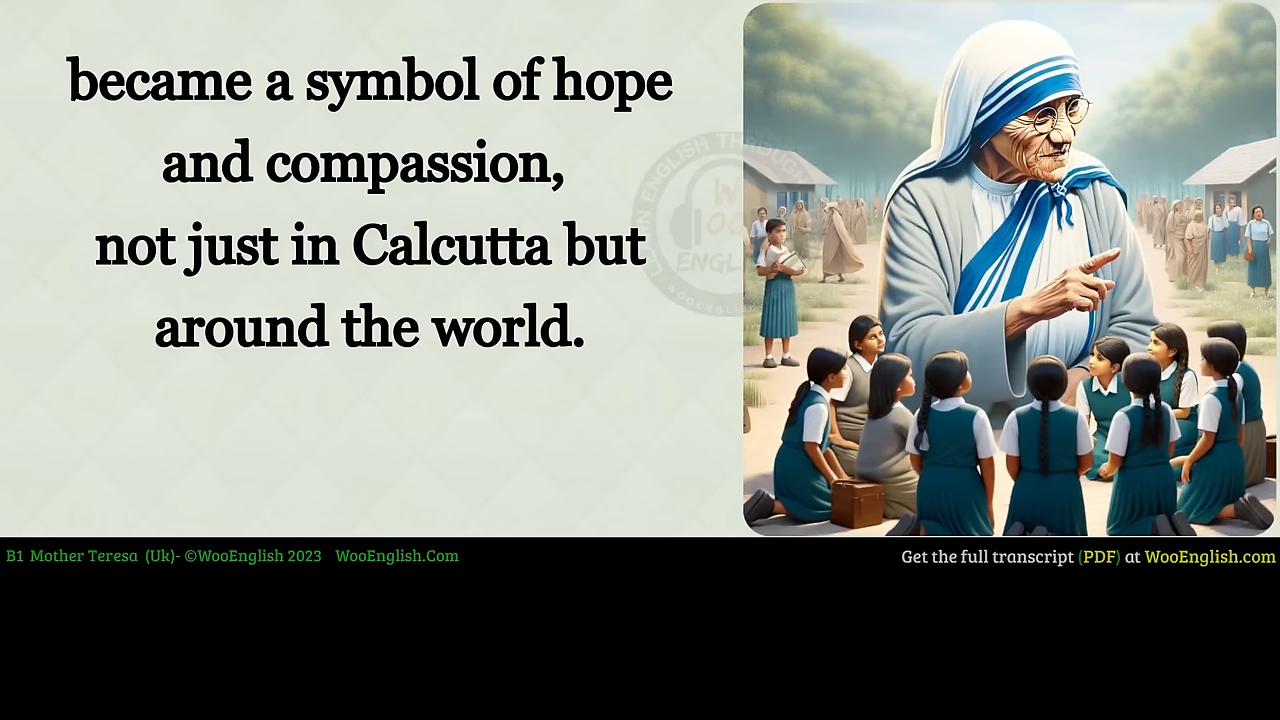 became a symbol of hope
and compassion,
not just in Calcutta but
around the world.
B1 Mother Teresa (Uk)- ©WooEnglish 2023 WooEnglish.Com
Get the full transcript (PDF) at WooEnglish.com